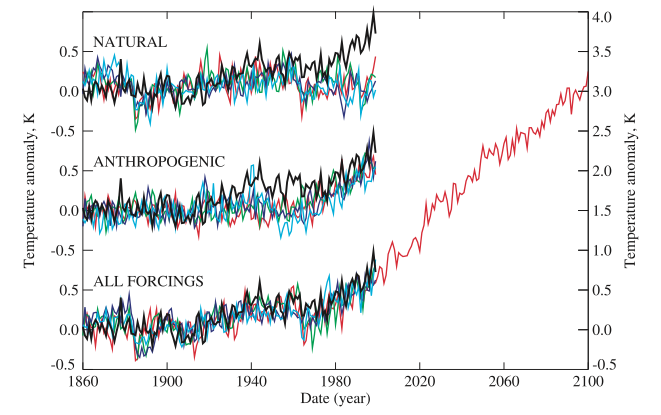 4.0
0.5
NATURAL
3.5
0.0
3.0
-0.5
2.5
ANTHROPOGENIC
0.5
2.0
0.0
1.5
-0.5
1.0
ALL FORCINGS
0.5
0.5
0.0
0.0
-0.5
-0.5
Temperature anomaly, K
Temperature anomaly, K
1860 1900 1940 1980 2020 2060 2100
Date (year)